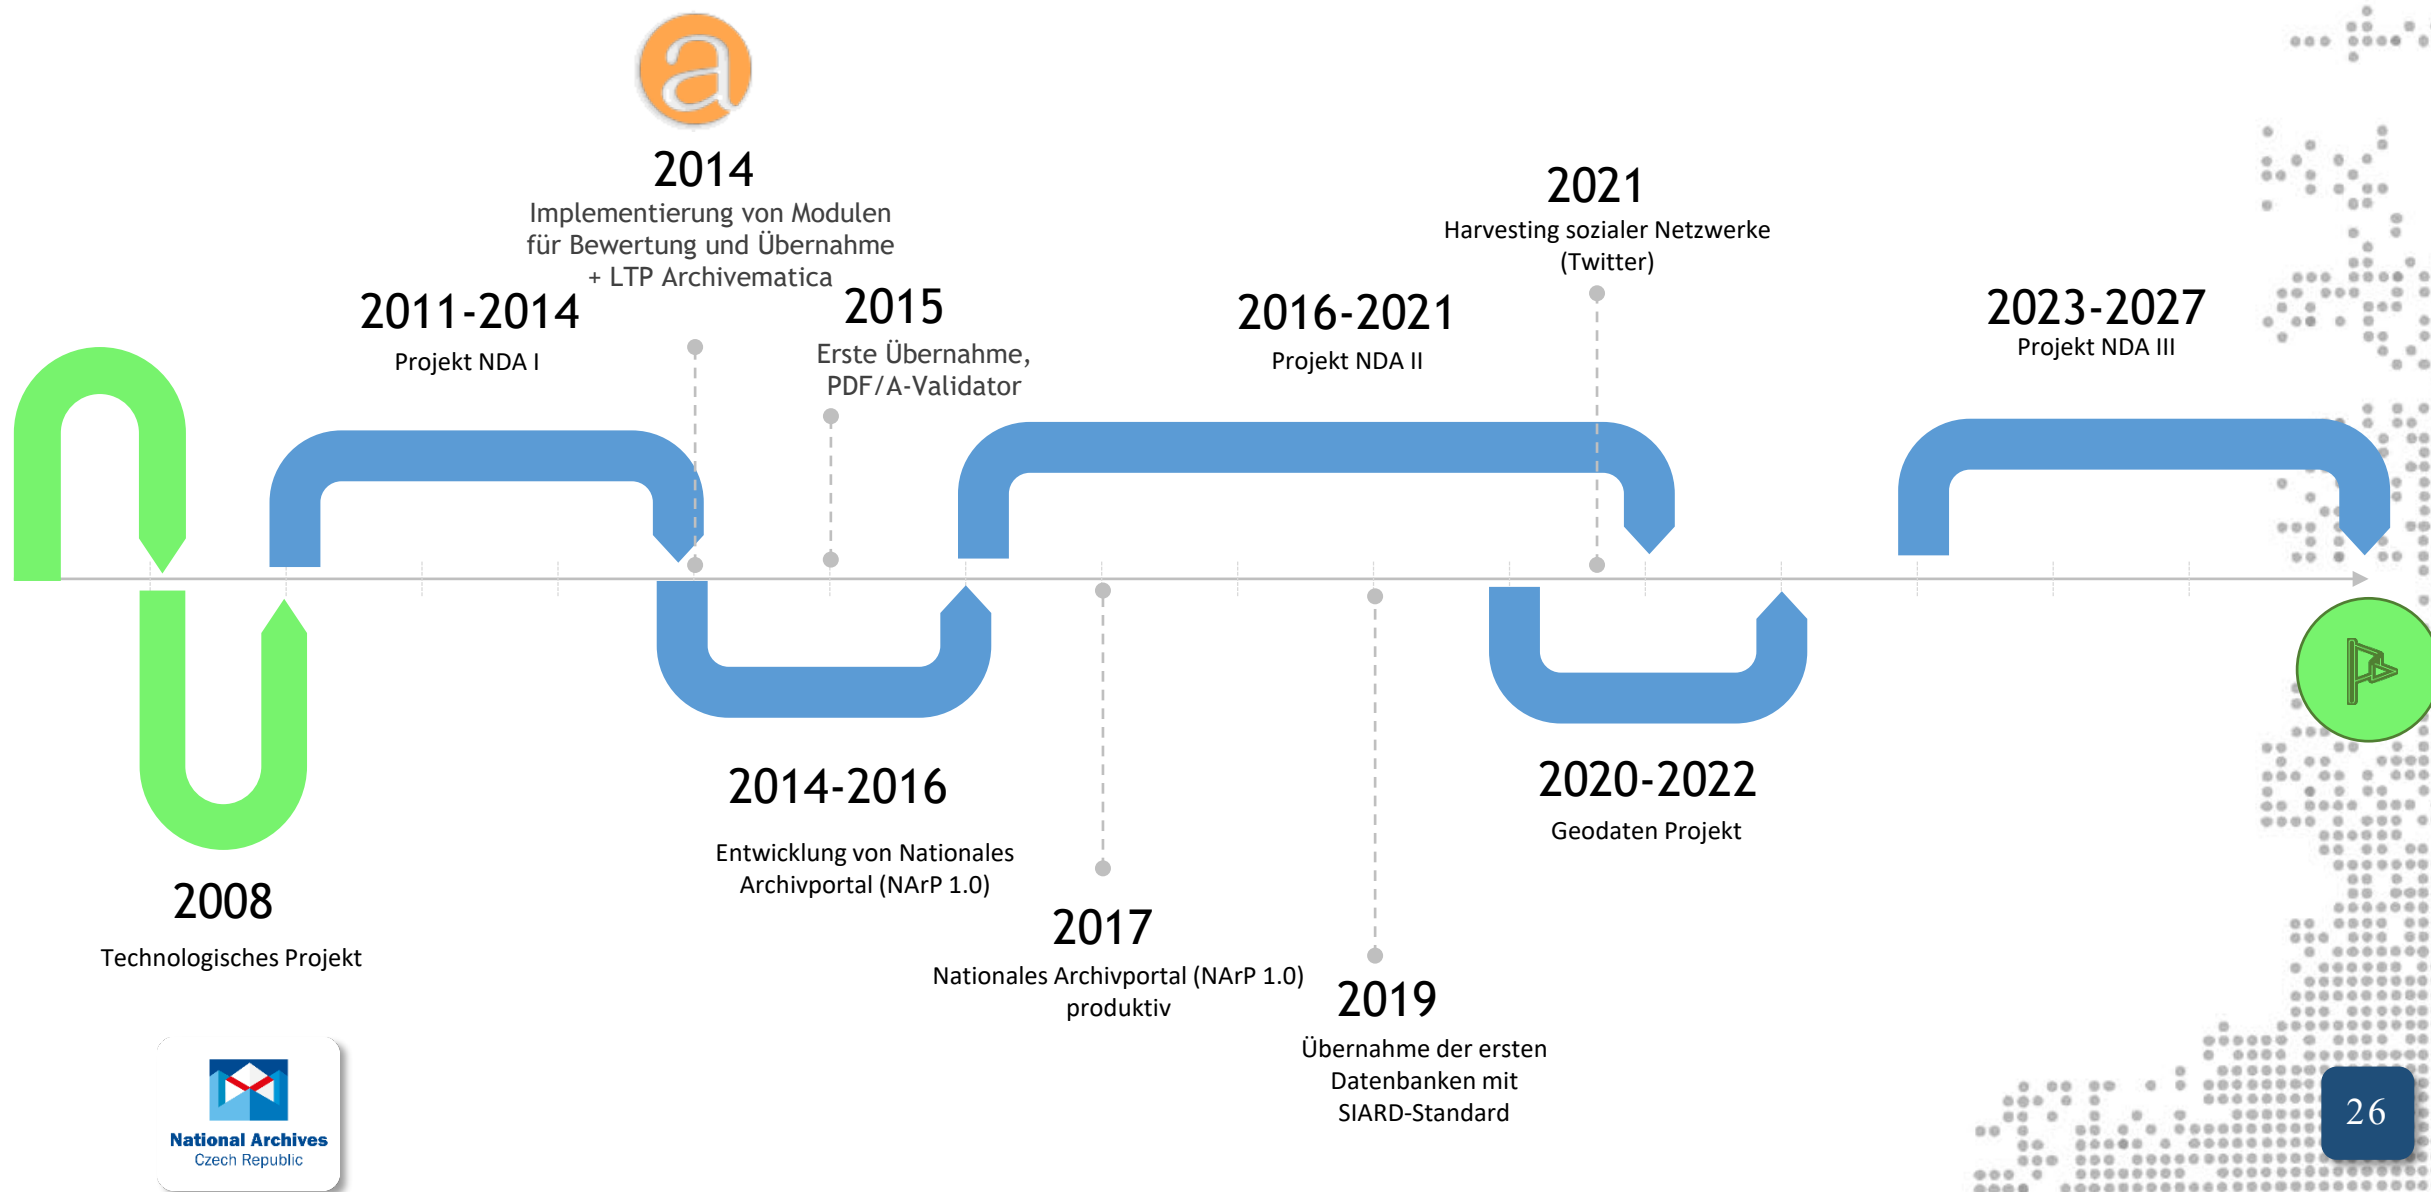 a
2014
Implementierung von Modulen
für Bewertung und Übernahme
+ LTP Archivematica
2011-2014
Projekt NDA I
2015
Erste Übernahme,
PDF/A-Validator
2016-2021
Projekt NDA II
2021
Harvesting sozialer Netzwerke
(Twitter)
2023-2027
Projekt NDA III
2008
Technologisches Projekt
2014-2016
Entwicklung von Nationales
Archivportal (NArP 1.0)
2017
Nationales Archivportal (NArP 1.0)
produktiv
2019
Übernahme der ersten
Datenbanken mit
SIARD-Standard
2020-2022
Geodaten Projekt
National Archives
Czech Republic
26